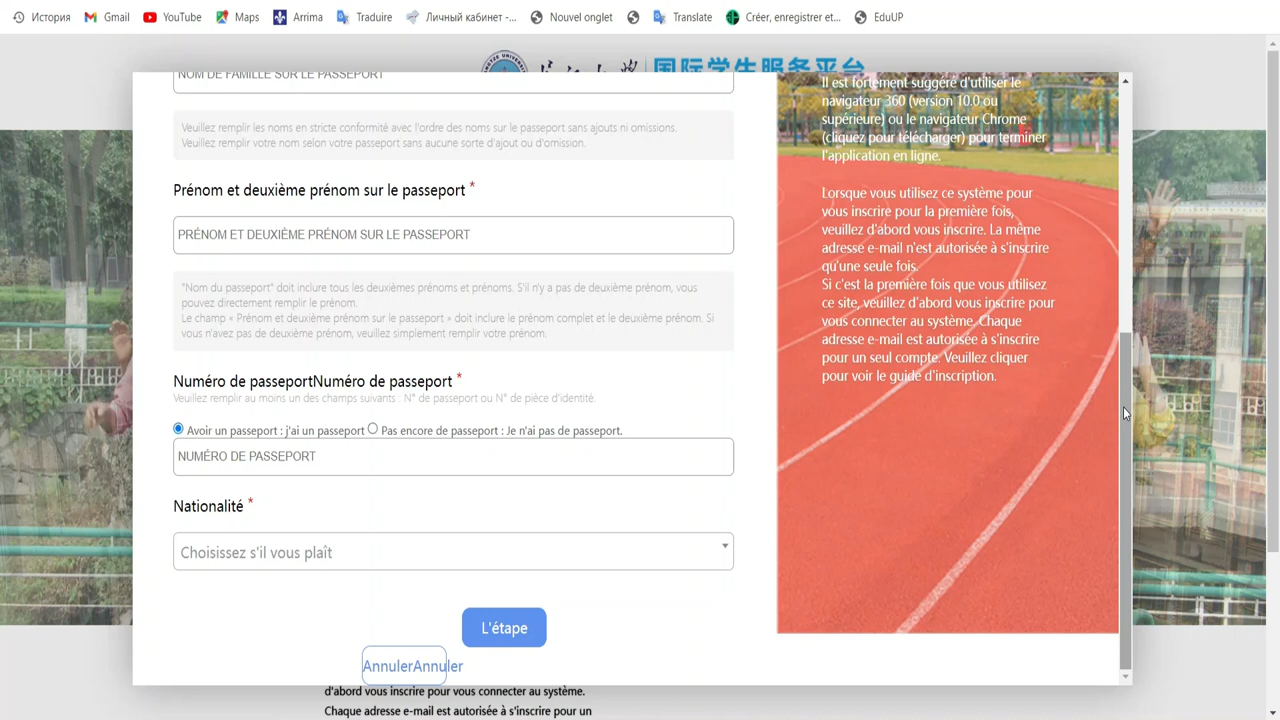 История Gmail YouTube Maps Arrima Traduire Личный кабинет -... Nouvel onglet Translate Créer, enregistrer et... EduUP
国际学生服务平台
NOM DE FAMILLE SUR LE PASSEPORT
Veuillez remplir les noms en stricte conformité avec l'ordre des noms sur le passeport sans ajouts ni omissions.
Veuillez remplir votre nom selon votre passeport sans aucune sorte d'ajout ou d'omission.
Prénom et deuxième prénom sur le passeport *
PRÉNOM ET DEUXIÈME PRÉNOM SUR LE PASSEPORT
"Nom du passeport" doit inclure tous les deuxièmes prénoms et prénoms. S'il n'y a pas de deuxième prénom, vous
pouvez directement remplir le prénom.
Le champ « Prénom et deuxième prénom sur le passeport » doit inclure le prénom complet et le deuxième prénom. Si
vous n'avez pas de deuxième prénom, veuillez simplement remplir votre prénom.
Numéro de passeportNuméro de passeport *
Veuillez remplir au moins un des champs suivants : N° de passeport ou N° de pièce d'identité.
Avoir un passeport : j'ai un passeport Pas encore de passeport : Je n'ai pas de passeport.
NUMÉRO DE PASSEPORT
Nationalité *
Choisissez s'il vous plaît
L'étape
AnnulerAnnuler
Il est fortement suggéré d'utiliser le
navigateur 360 (version 10.0 ou
supérieure) ou le navigateur Chrome
(cliquez pour télécharger) pour terminer
l'application en ligne.
Lorsque vous utilisez ce système pour
vous inscrire pour la première fois,
veuillez d'abord vous inscrire. La même
adresse e-mail n'est autorisée à s'inscrire
qu'une seule fois.
Si c'est la première fois que vous utilisez
ce site, veuillez d'abord vous inscrire pour
vous connecter au système. Chaque
adresse e-mail est autorisée à s'inscrire
pour un seul compte. Veuillez cliquer
pour voir le guide d'inscription.
d'abord vous inscrire pour vous connecter au système.
Chaque adresse e-mail est autorisée à s'inscrire pour un